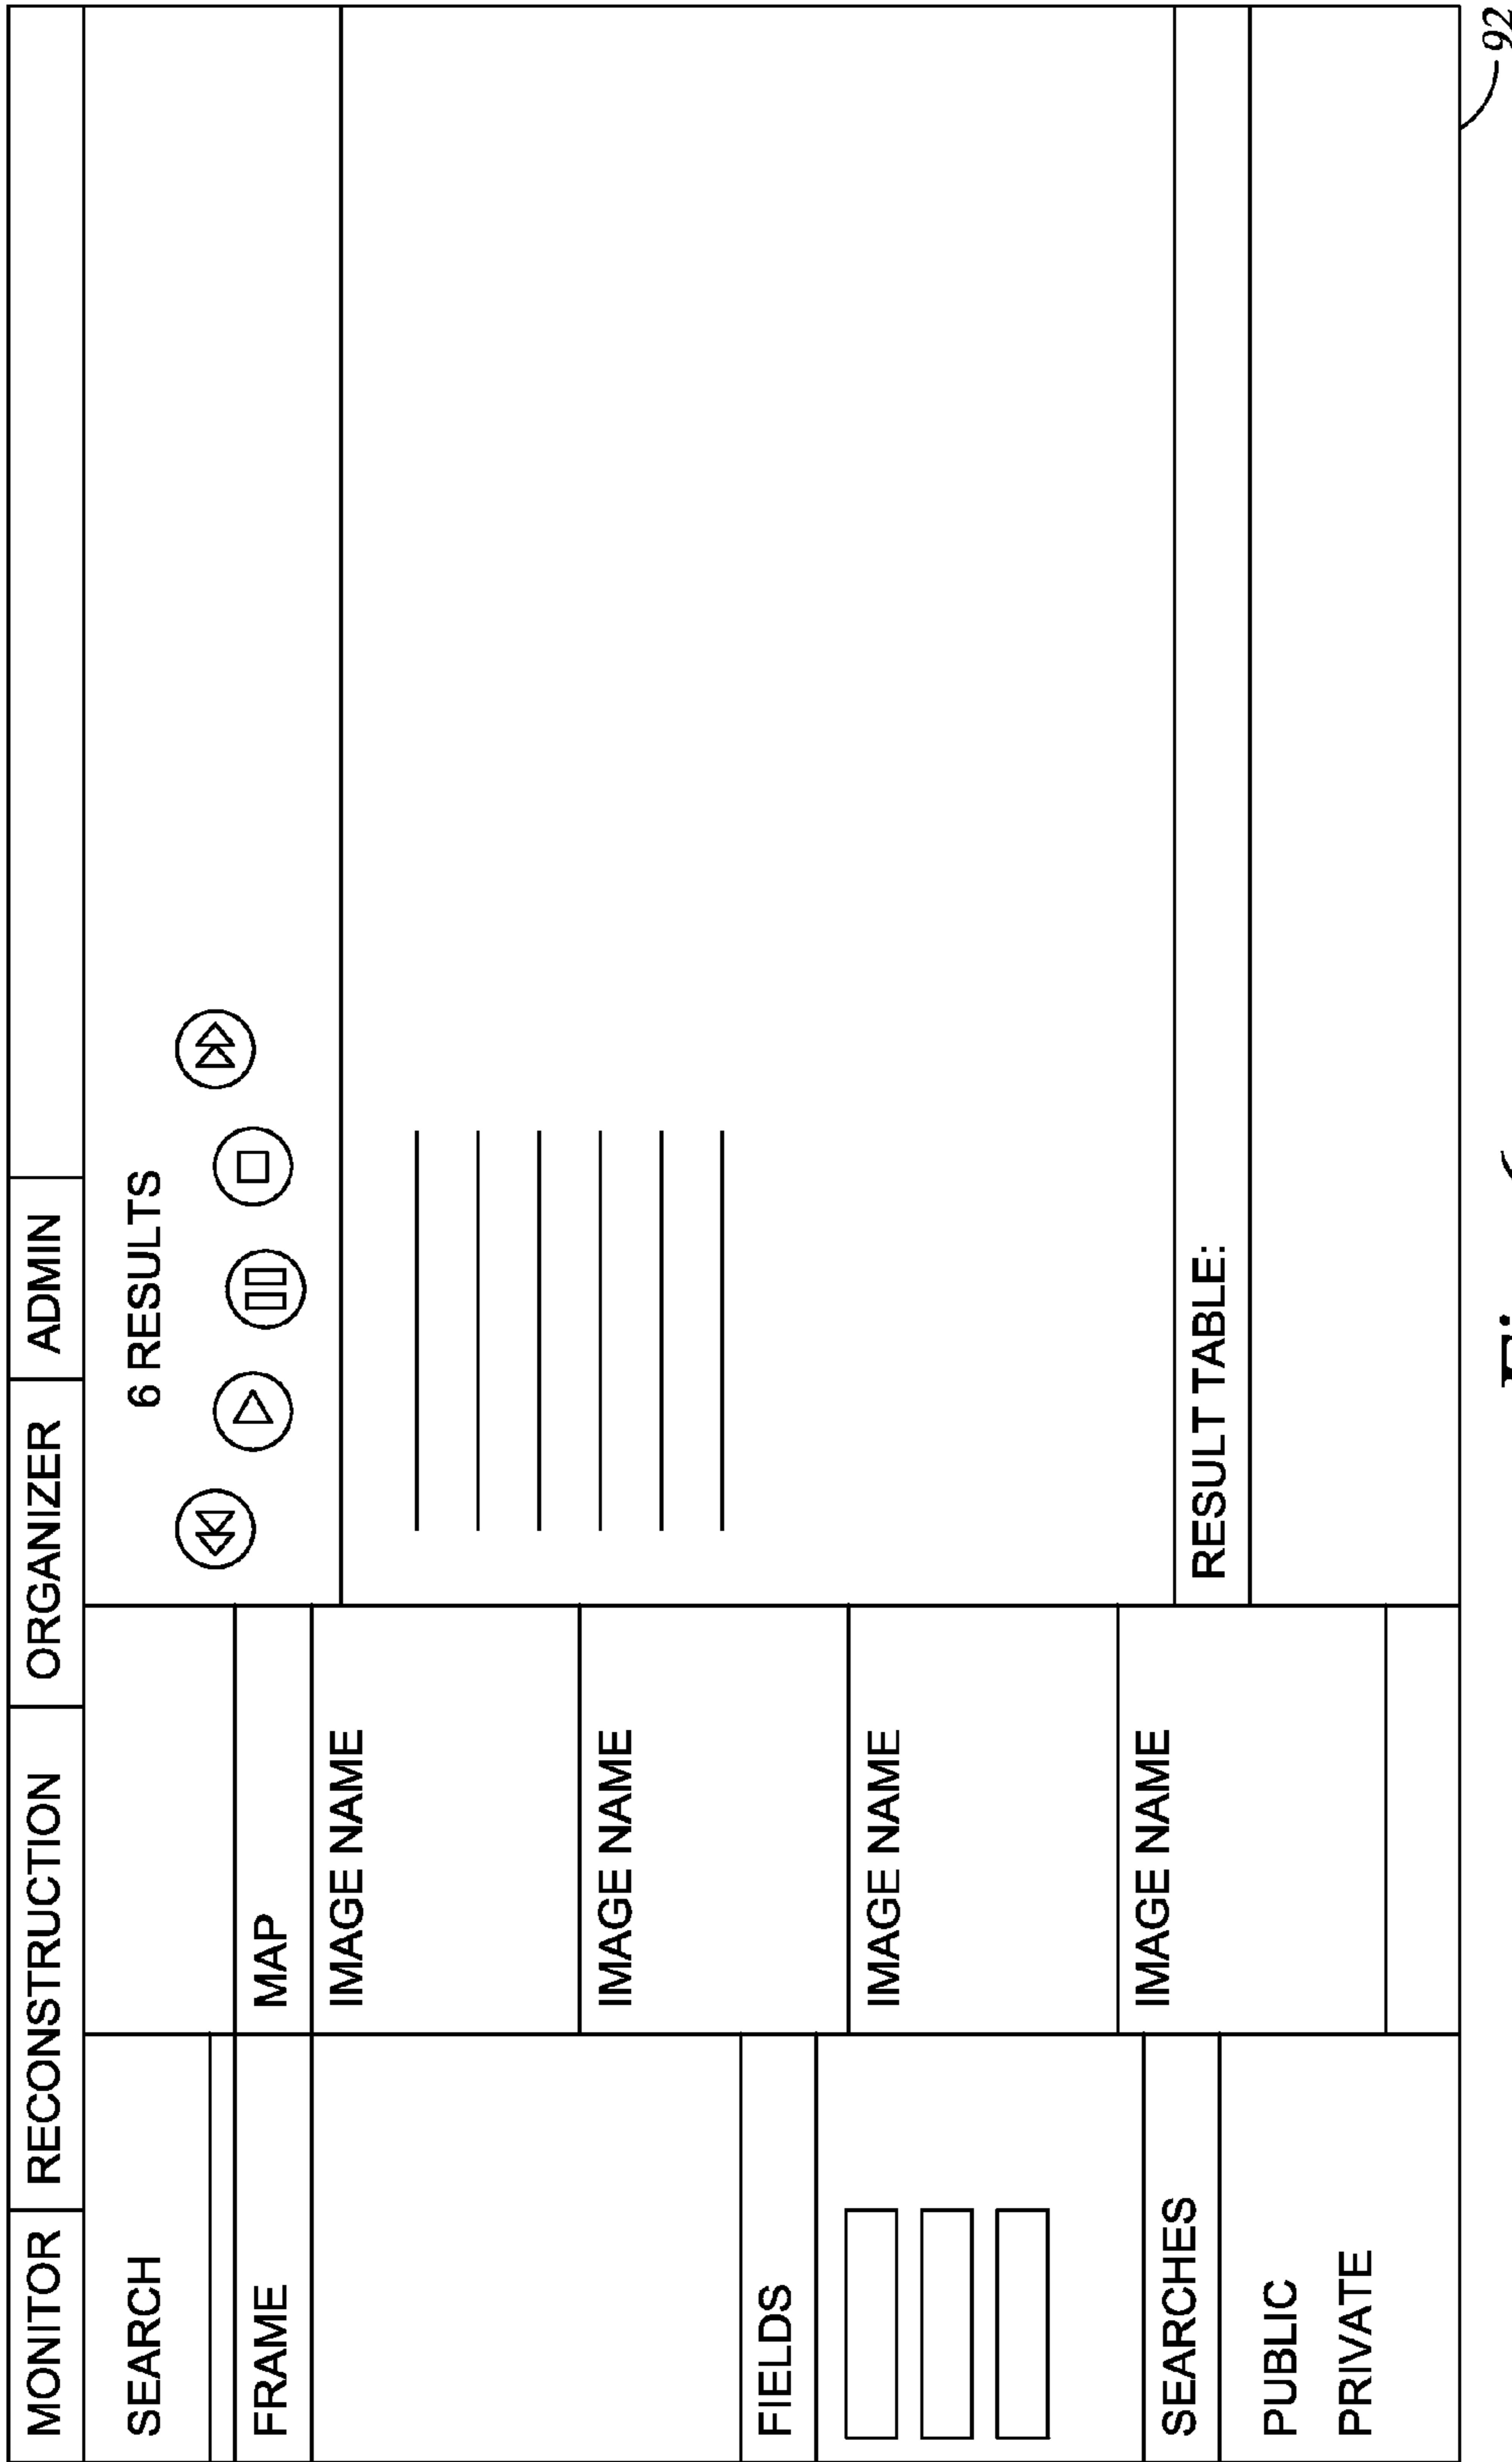 MONITOR RECONSTRUCTION ORGANIZER ADMIN
SEARCH
6 RESULTS
FRAME
MAP
IMAGE NAME
IMAGE NAME
FIELDS
IMAGE NAME
IMAGE NAME
SEARCHES
RESULT TABLE:
PUBLIC
PRIVATE
92